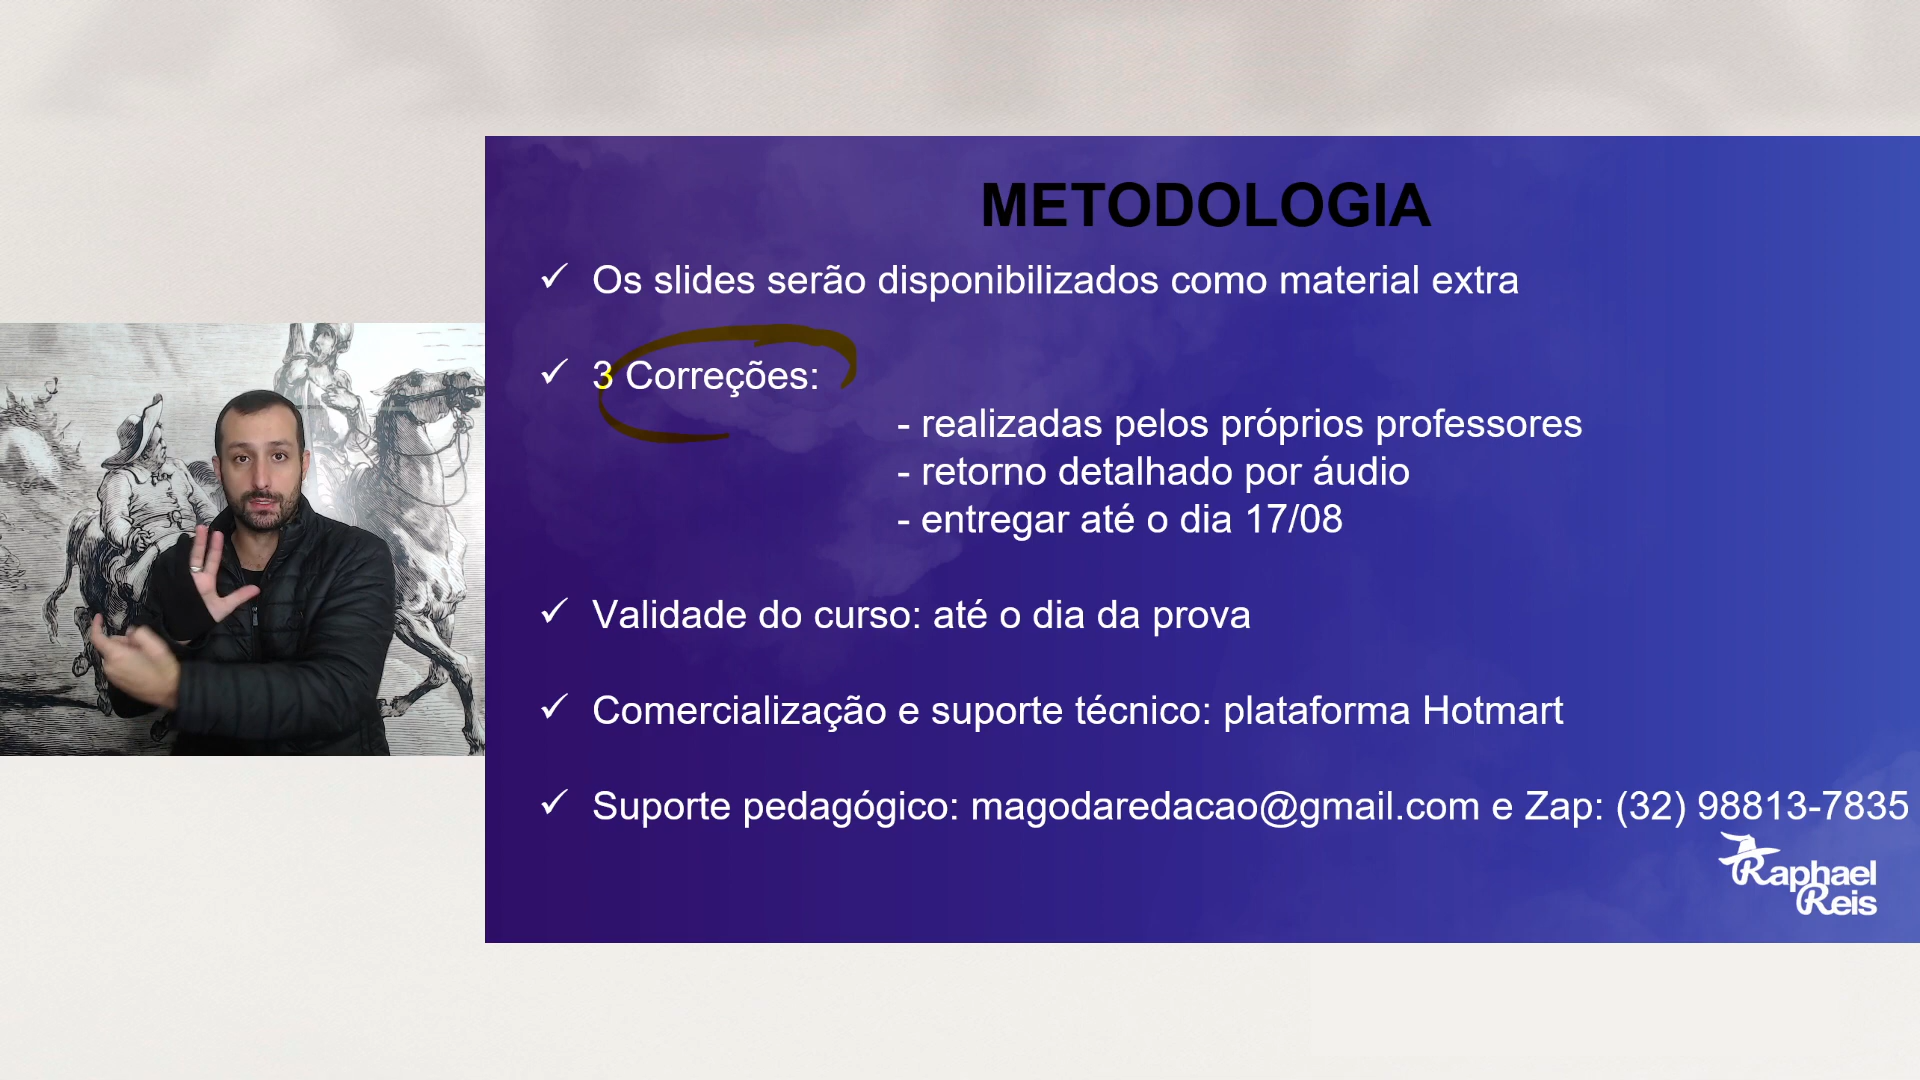 METODOLOGIA
✓ Os slides serão disponibilizados como material extra
✓ 3 Correções:
- realizadas pelos próprios professores
- retorno detalhado por áudio
- entregar até o dia 17/08
✓ Validade do curso: até o dia da prova
✓ Comercialização e suporte técnico: plataforma Hotmart
✓ Suporte pedagógico: magodaredacao@gmail.com e Zap: (32) 98813-7835
Raphael
Reis